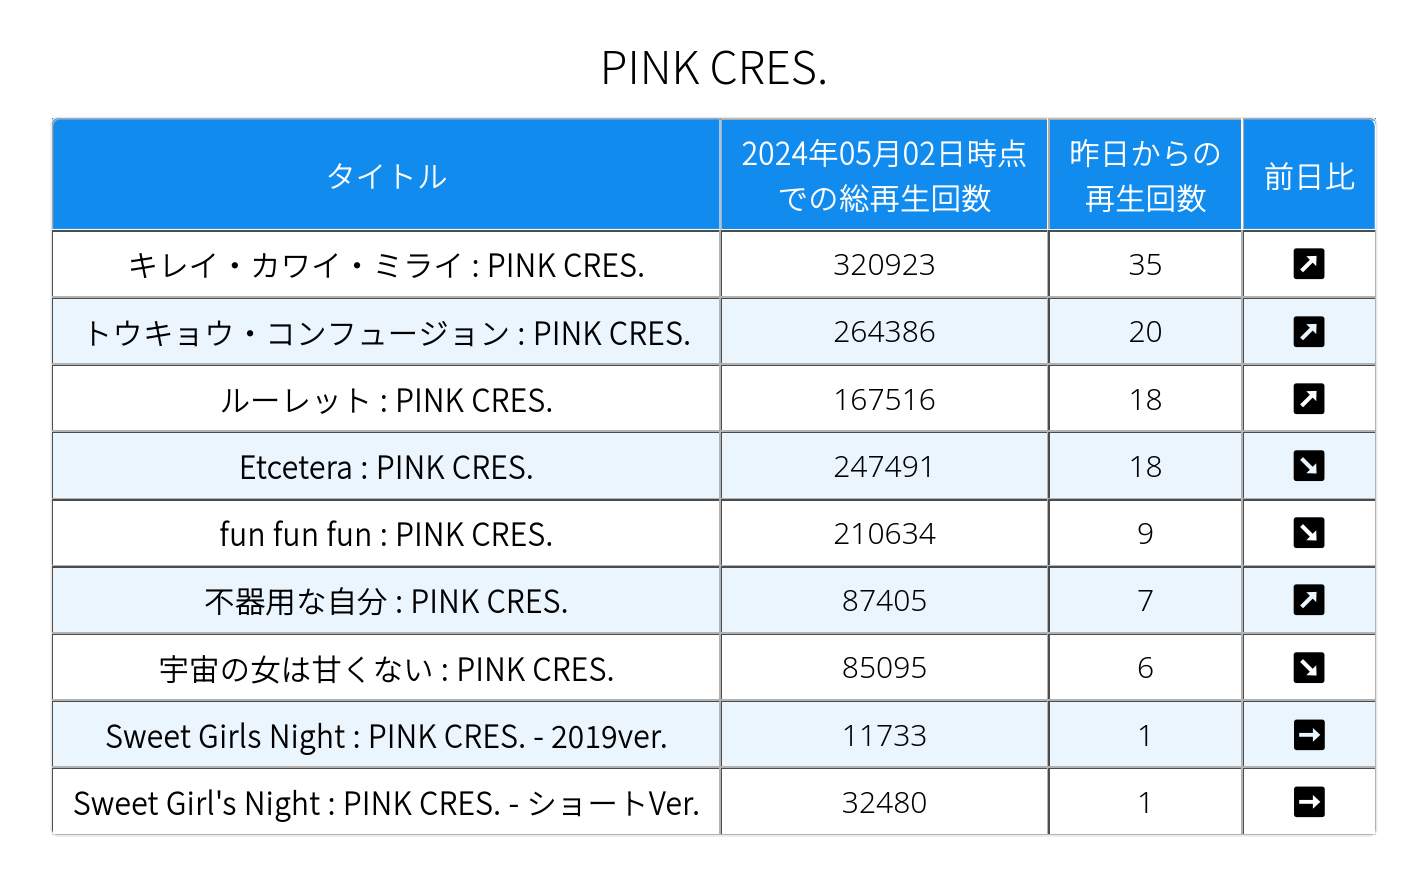 PINK CRES.
タイトル
2024年05月02日時点
での総再生回数
昨日からの
再生回数
前日比
キレイ・カワイ・ミライ : PINK CRES. 320923 35 ↗
トウキョウ・コンフュージョン : PINK CRES. 264386 20 ↗
ルーレット : PINK CRES. 167516 18 ↗
Etcetera : PINK CRES. 247491 18 ↘
fun fun fun : PINK CRES. 210634 9 ↘
不器用な自分 : PINK CRES. 87405 7 ↗
宇宙の女は甘くない : PINK CRES. 85095 6 ↘
Sweet Girls Night : PINK CRES. - 2019ver. 11733 1 →
Sweet Girl's Night : PINK CRES. - ショートVer. 32480 1 →